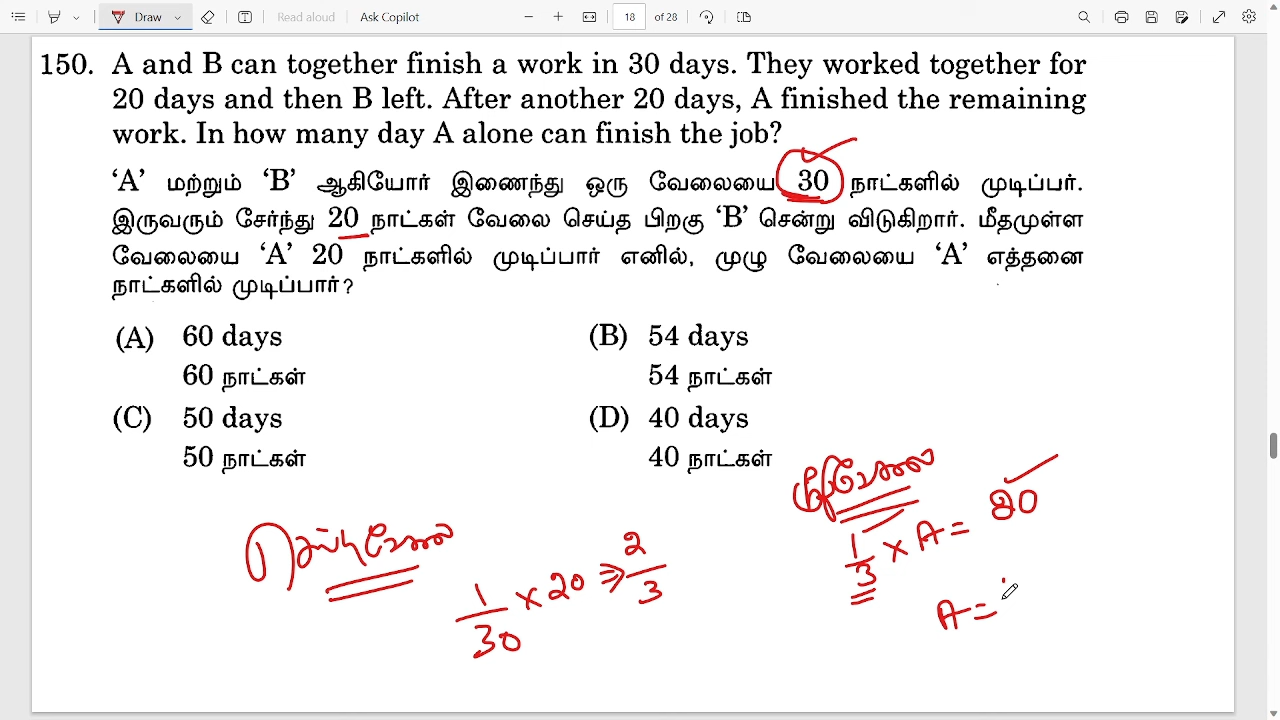 Draw
Read aloud
Ask Copilot
18 of 28
150. A and B can together finish a work in 30 days. They worked together for
20 days and then B left. After another 20 days, A finished the remaining
work. In how many day A alone can finish the job?
‘A’ மற்றும் ‘B’ ஆகியோர் இணைந்து ஒரு வேலையை 30 நாட்களில் முடிப்பர்.
இருவரும் சேர்ந்து 20 நாட்கள் வேலை செய்த பிறகு ‘B’ சென்று விடுகிறார். மீதமுள்ள
வேலையை ‘A’ 20 நாட்களில் முடிப்பார் எனில், முழு வேலையை ‘A’ எத்தனை
நாட்களில் முடிப்பார்?
(A) 60 days
60 நாட்கள்
(B) 54 days
54 நாட்கள்
(C) 50 days
50 நாட்கள்
(D) 40 days
40 நாட்கள்
1/30 × 20 ⇒ 2/3
1/3 × A = 20
A =